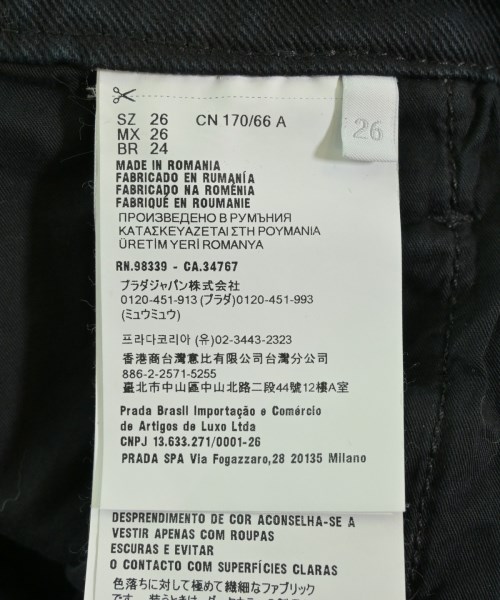 SZ 26 CN 170/66 A
MX 26
BR 24
26
MADE IN ROMANIA
FABRICADO EN RUMANÍA
FABRICADO NA ROMÉNIA
FABRIQUÉ EN ROUMANIE
ПРОИЗВЕДЕНО В РУМЪНИЯ
ΚΑΤΑΣΚΕΥΑΖΕΤΑΙ ΣΤΗ ΡΟΥΜΑΝΙΑ
ÜRETİM YERİ ROMANYA
RN.98339 - CA.34767
プラダジャパン株式会社
0120-451-913 (プラダ)0120-451-993
(ミュウミュウ)
프라다코리아 (유)02-3443-2323
香港商台灣意比有限公司台灣分公司
886-2-2571-5255
臺北市中山區中山北路二段44號12樓A室
Prada Brasil Importação e Comércio
de Artigos de Luxo Ltda
CNPJ 13.633.271/0001-26
PRADA SPA Via Fogazzaro,28 20135 Milano
DESPRENDIMENTO DE COR ACONSELHA-SE A
VESTIR APENAS COM ROUPAS
ESCURAS E EVITAR
O CONTACTO COM SUPERFÍCIES CLARAS
色落ちに対して極めて繊細なファブリック
です。